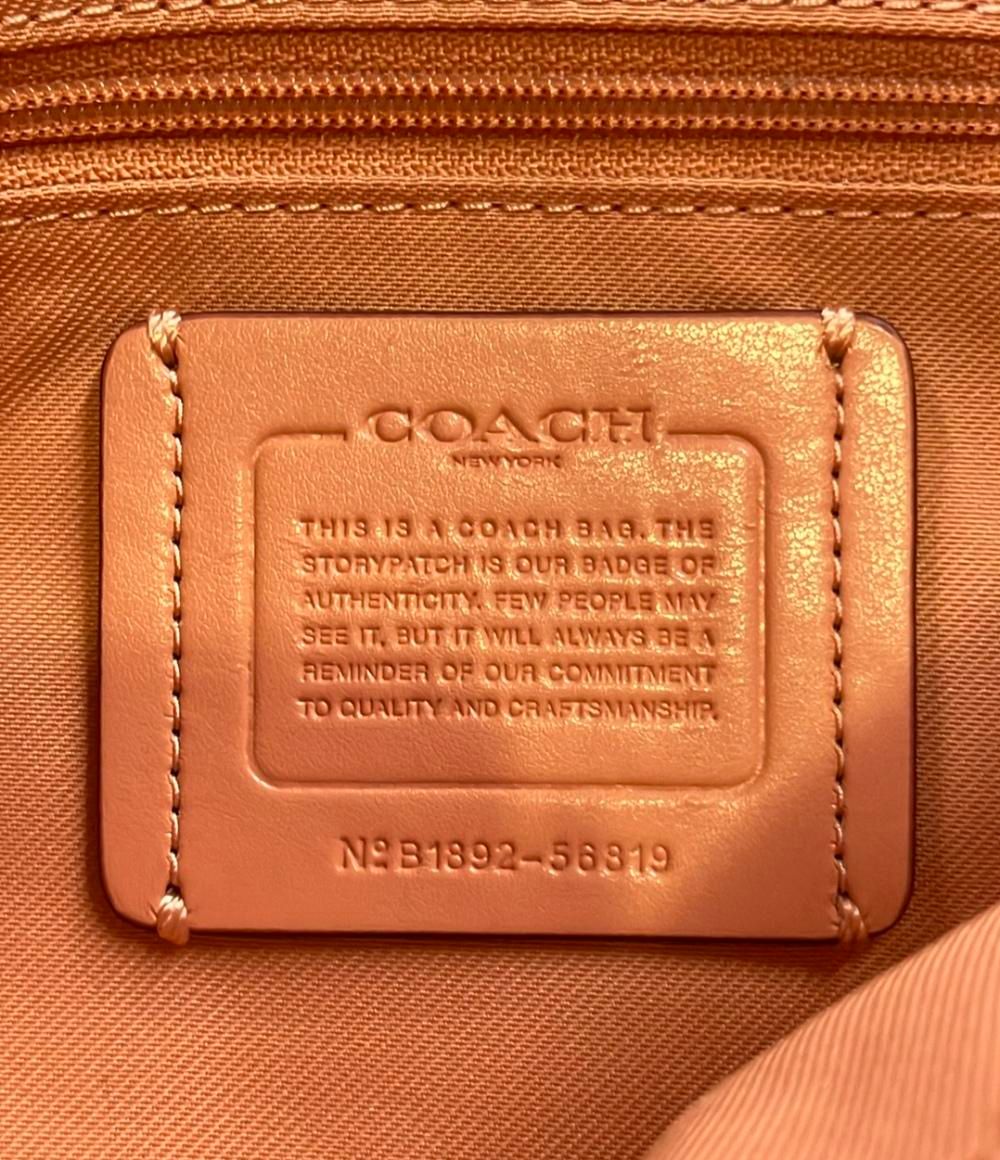 COACH
NEW YORK
THIS IS A COACH BAG. THE
STORYPATCH IS OUR BADGE OF
AUTHENTICITY. FEW PEOPLE MAY
SEE IT, BUT IT WILL ALWAYS BE A
REMINDER OF OUR COMMITMENT
TO QUALITY AND CRAFTSMANSHIP.
Nº B1892-56819